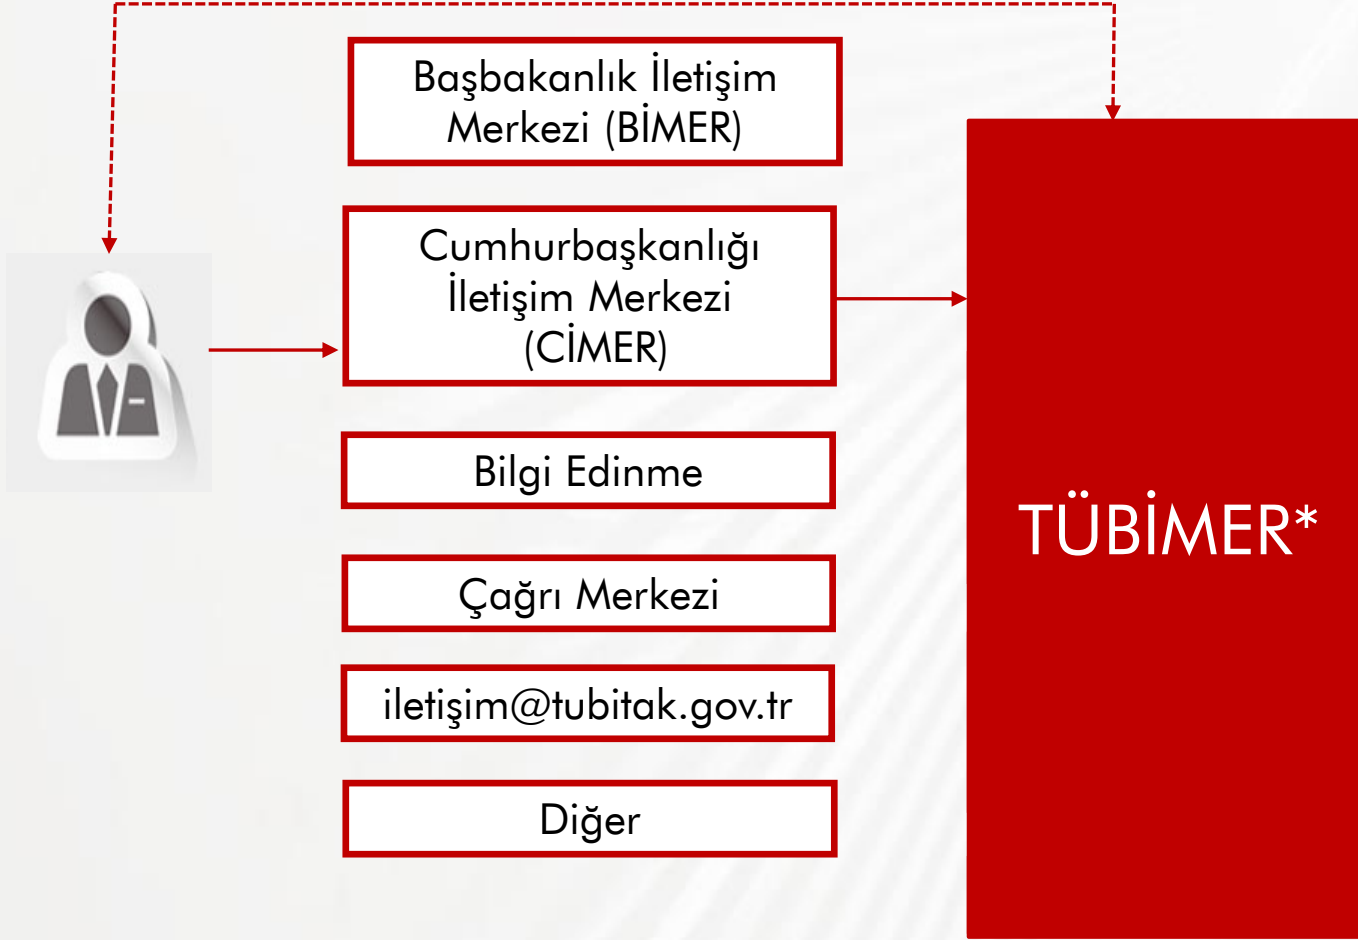 Başbakanlık İletişim
Merkezi (BİMER)
Cumhurbaşkanlığı
İletişim Merkezi
(CİMER)
Bilgi Edinme
Çağrı Merkezi
iletişim@tubitak.gov.tr
Diğer
TÜBİMER*